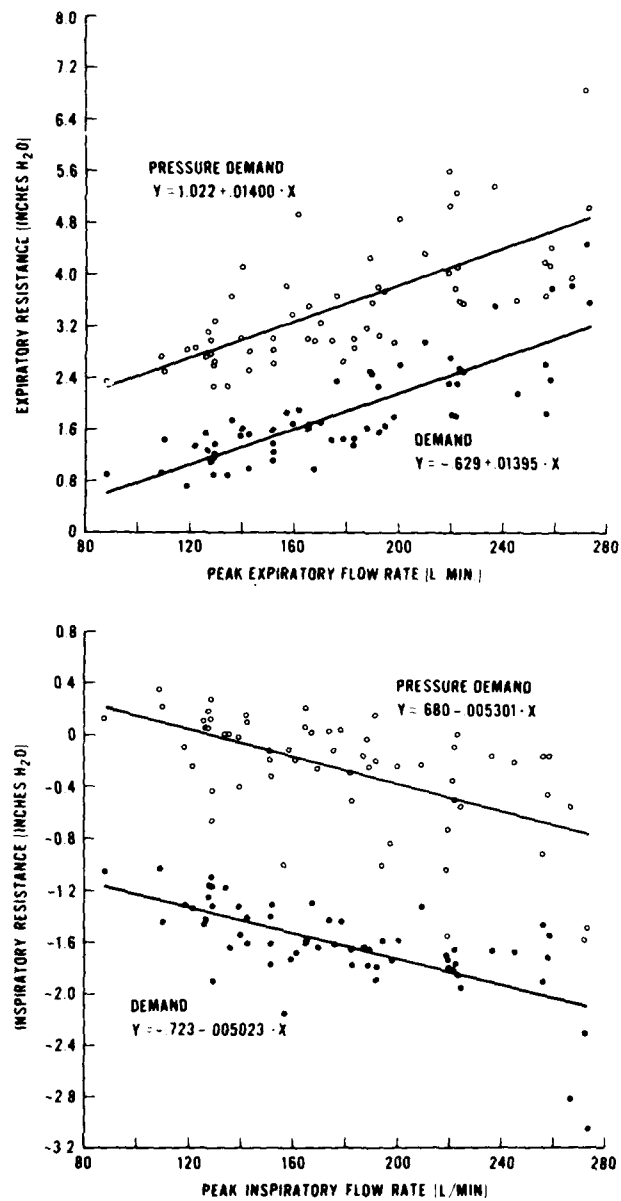 8.0
7.2
6.4
5.6
4.8
4.0
3.2
2.4
1.6
0.8
0
EXPIRATORY RESISTANCE (INCHES H2O)
PRESSURE DEMAND
Y = 1.022 + .01400 · X
DEMAND
Y = -.629 + .01395 · X
80 120 160 200 240 280
PEAK EXPIRATORY FLOW RATE (L MIN )
0.8
0.4
0
-0.4
-0.8
-1.2
-1.6
-2.0
-2.4
-2.8
-3.2
INSPIRATORY RESISTANCE (INCHES H2O)
PRESSURE DEMAND
Y = 680 - 005301 · X
DEMAND
Y = -.723 - 005023 · X
80 120 160 200 240 280
PEAK INSPIRATORY FLOW RATE (L/MIN)